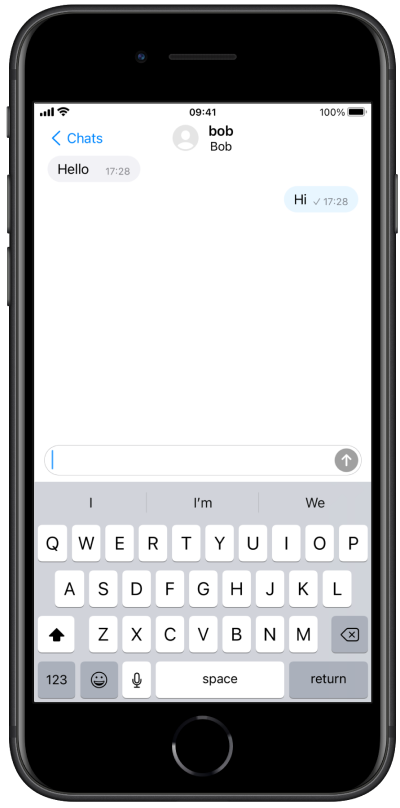 09:41 100%
Chats
bob
Bob
Hello 17:28
Hi ✓ 17:28
I I'm We
Q W E R T Y U I O P
A S D F G H J K L
Z X C V B N M
123 space return